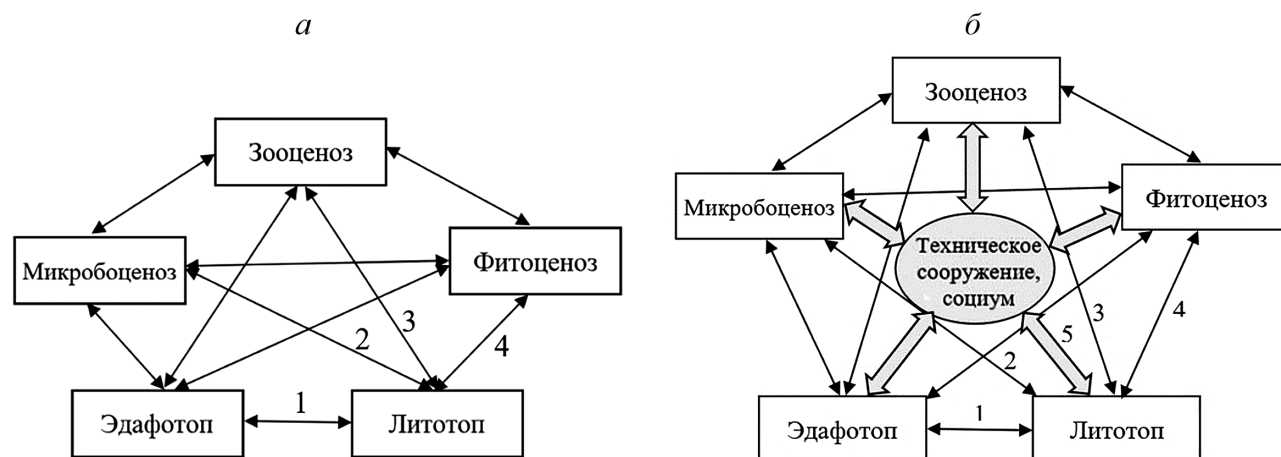 а
Зооценоз
Микробоценоз
Фитоценоз
2
3
4
Эдафотоп
1
Литотоп
б
Зооценоз
Микробоценоз
Фитоценоз
Техническое
сооружение,
социум
5
3
4
2
Эдафотоп
1
Литотоп